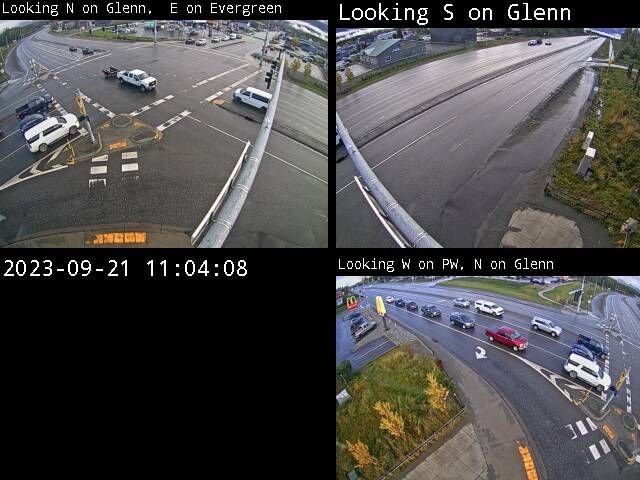 Looking N on Glenn,  E on Evergreen
Looking S on Glenn
2023-09-21 11:04:08
Looking W on PW, N on Glenn